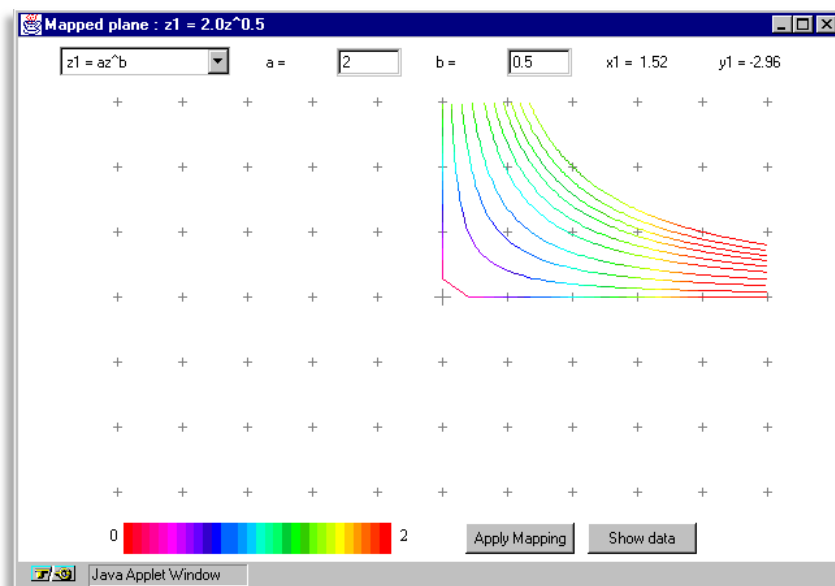 Mapped plane : z1 = 2.0z^0.5
z1 = az^b a = 2 b = 0.5 x1 = 1.52 y1 = -2.96
0 2 Apply Mapping Show data
Java Applet Window